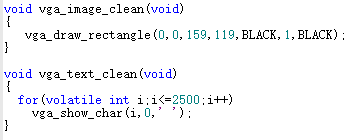 void vga_image_clean(void)
{
vga_draw_rectangle(0,0,159,119,BLACK,1,BLACK);
}
void vga_text_clean(void)
{
for(volatile int i;i<=2500;i++)
vga_show_char(i,0,' ');
}